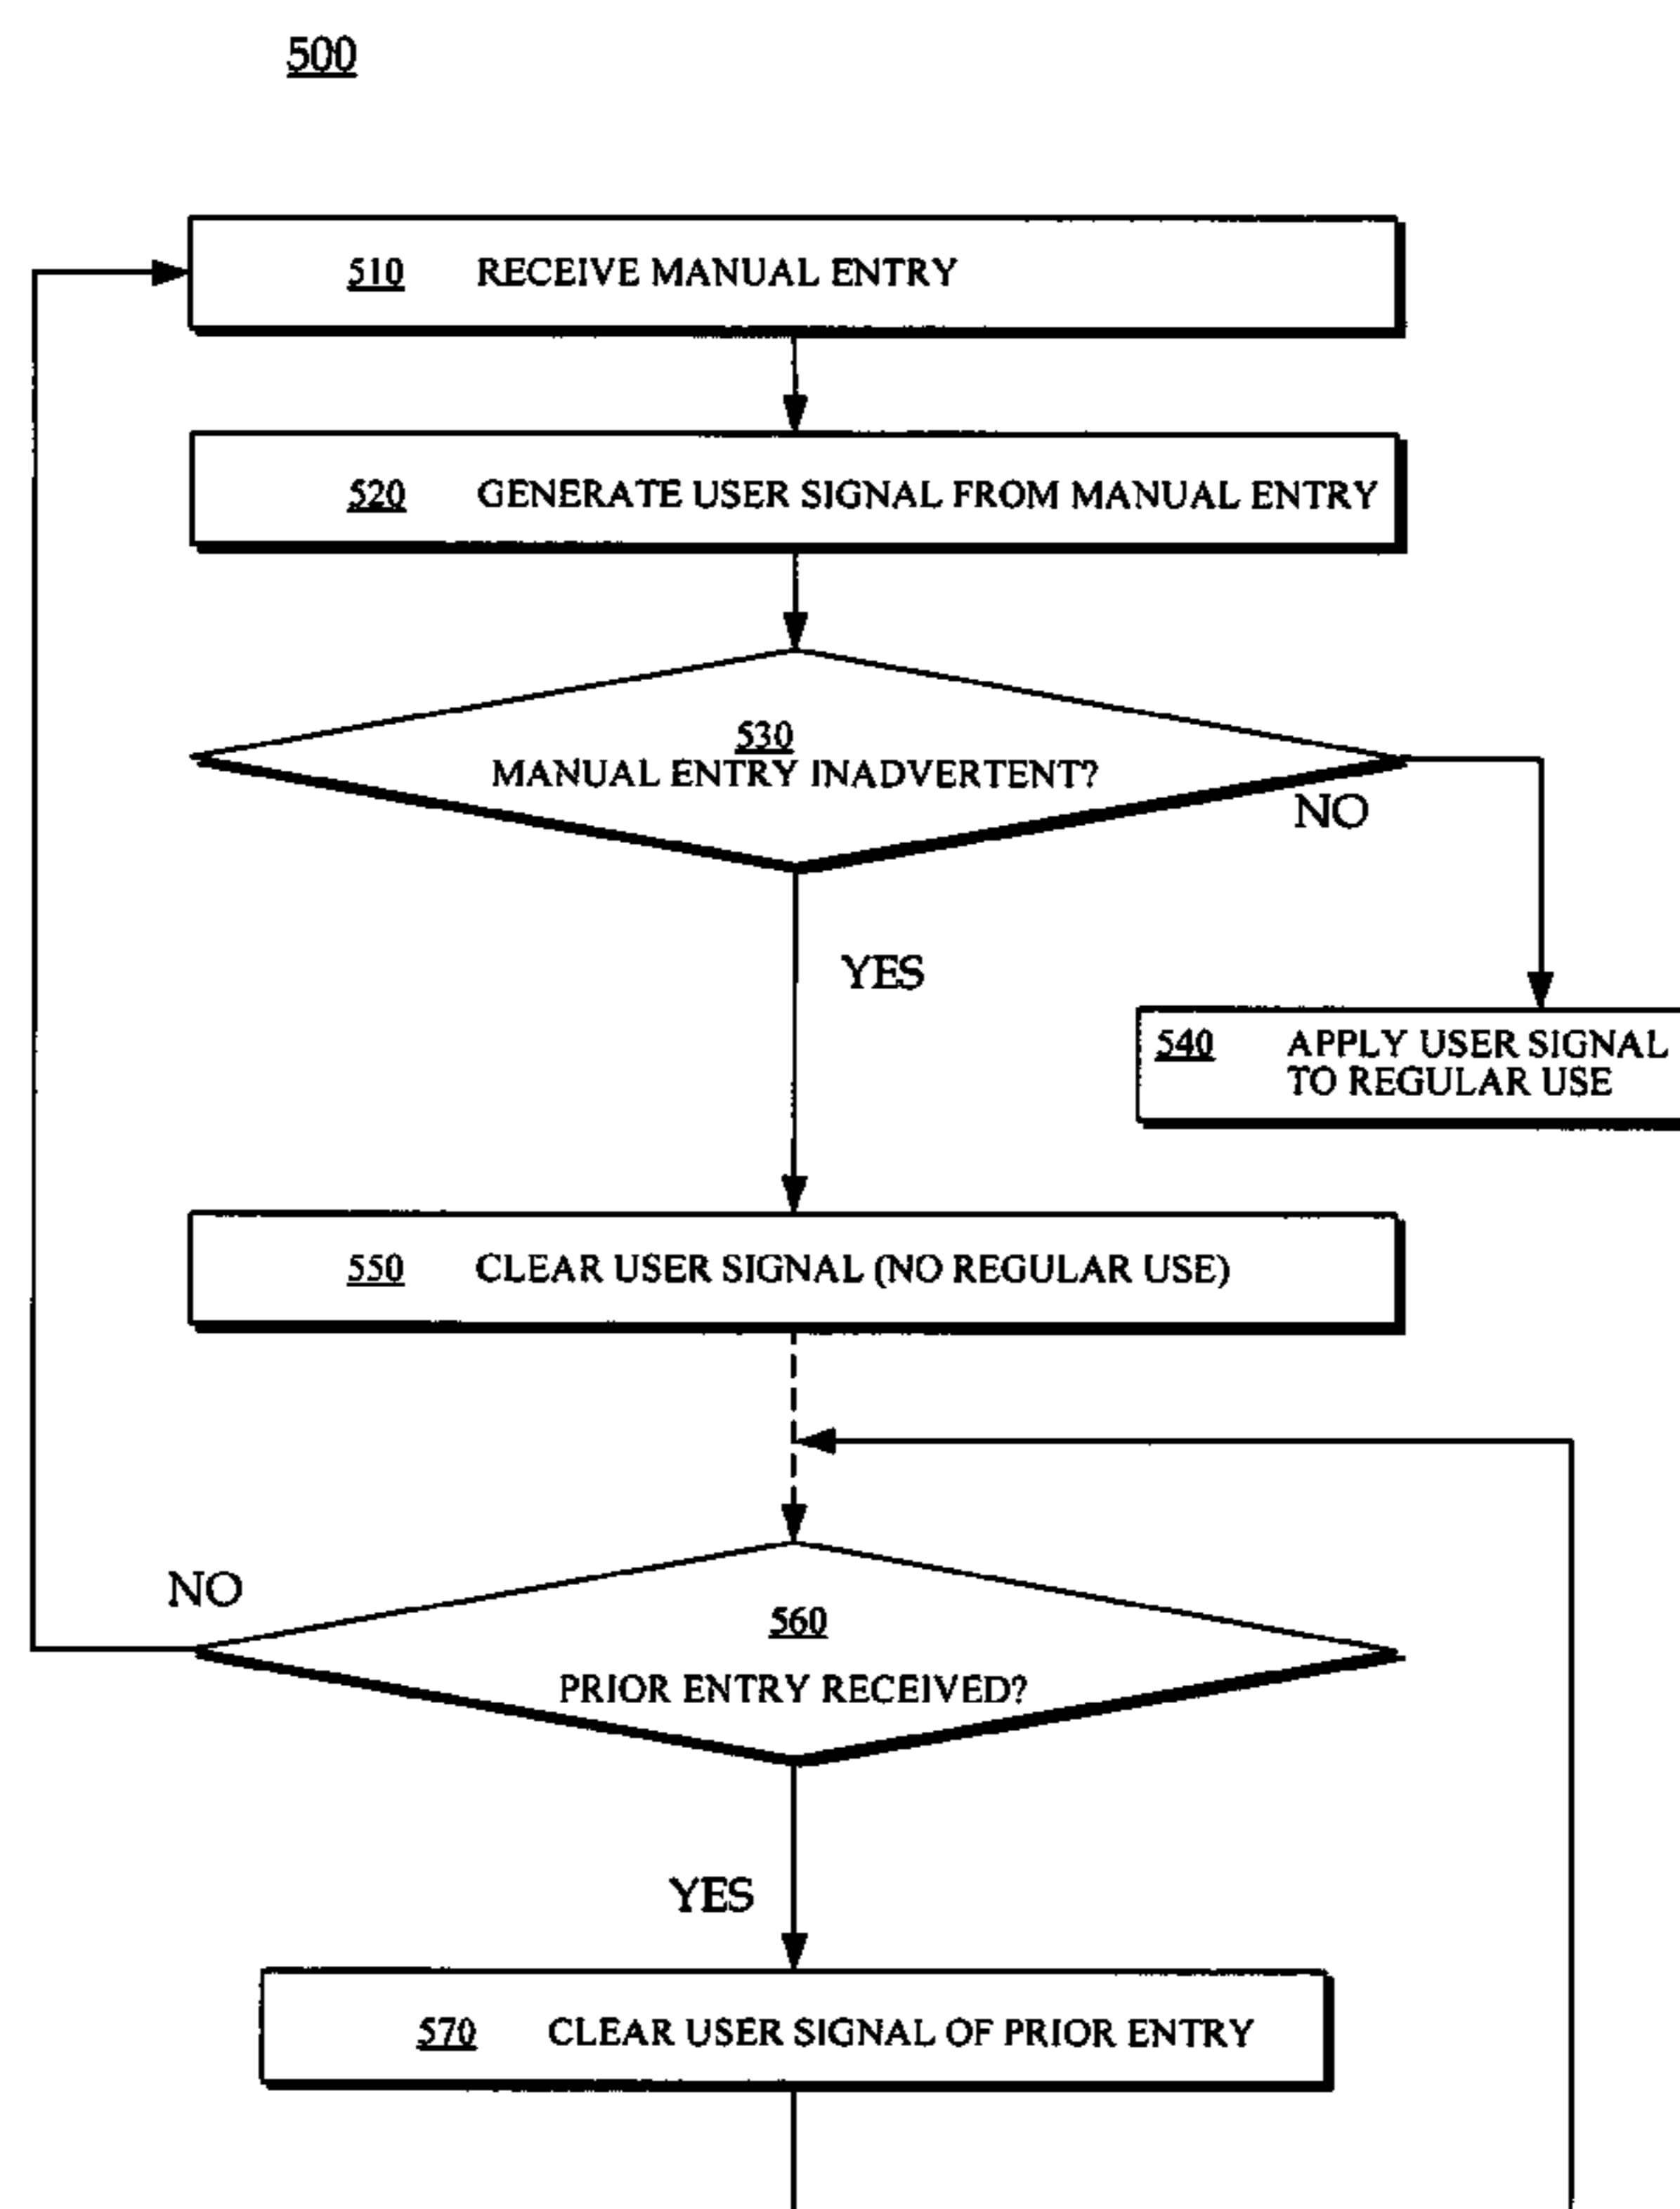 500
510 RECEIVE MANUAL ENTRY
520 GENERATE USER SIGNAL FROM MANUAL ENTRY
530
MANUAL ENTRY INADVERTENT?
NO
YES
540 APPLY USER SIGNAL
TO REGULAR USE
550 CLEAR USER SIGNAL (NO REGULAR USE)
NO
560
PRIOR ENTRY RECEIVED?
YES
570 CLEAR USER SIGNAL OF PRIOR ENTRY